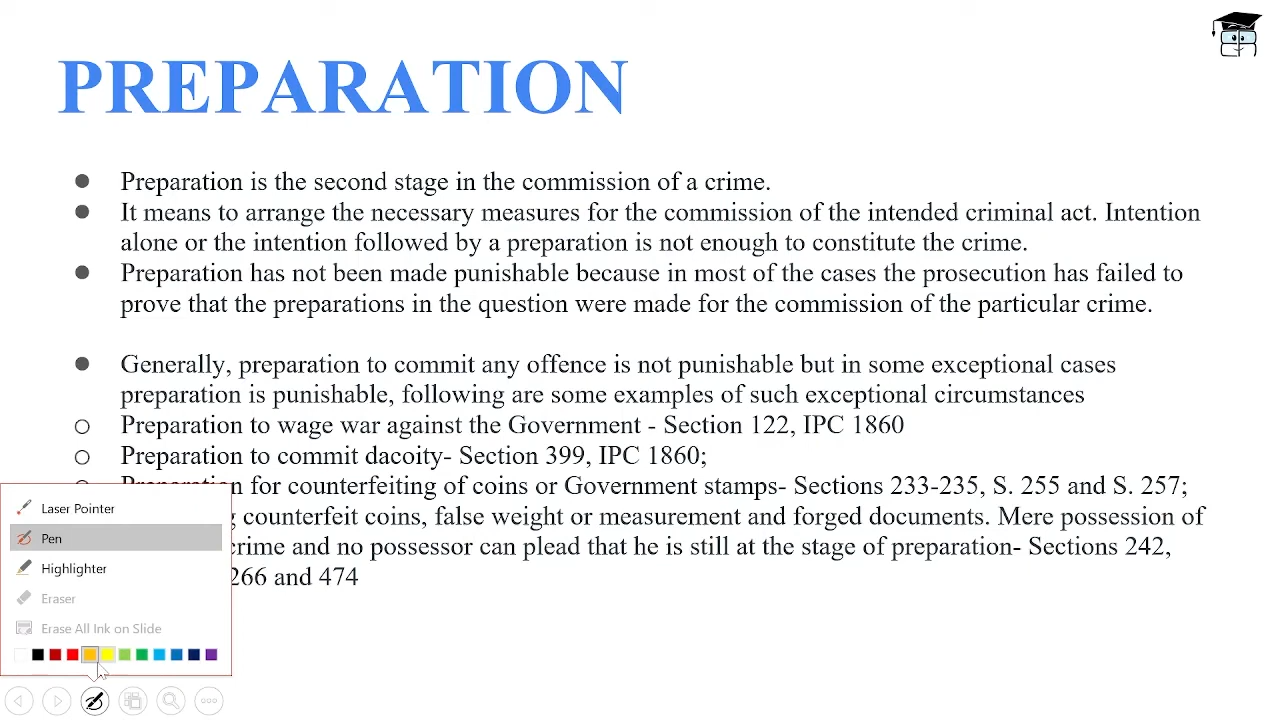 PREPARATION
Preparation is the second stage in the commission of a crime.
It means to arrange the necessary measures for the commission of the intended criminal act. Intention
alone or the intention followed by a preparation is not enough to constitute the crime.
Preparation has not been made punishable because in most of the cases the prosecution has failed to
prove that the preparations in the question were made for the commission of the particular crime.
Generally, preparation to commit any offence is not punishable but in some exceptional cases
preparation is punishable, following are some examples of such exceptional circumstances
Preparation to wage war against the Government - Section 122, IPC 1860
Preparation to commit dacoity- Section 399, IPC 1860;
Preparation for counterfeiting of coins or Government stamps- Sections 233-235, S. 255 and S. 257;
counterfeit coins, false weight or measurement and forged documents. Mere possession of
crime and no possessor can plead that he is still at the stage of preparation- Sections 242,
266 and 474
Laser Pointer
Pen
Highlighter
Eraser
Erase All Ink on Slide